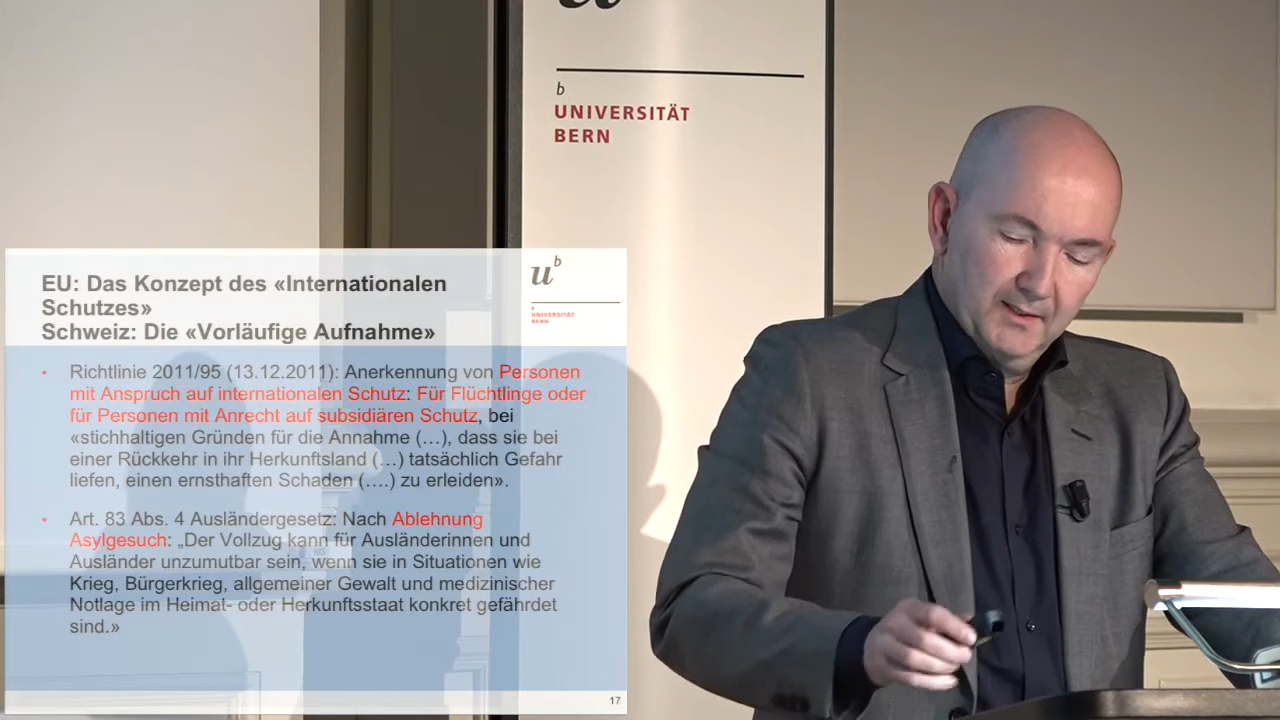 b
UNIVERSITÄT
BERN
EU: Das Konzept des «Internationalen
Schutzes»
Schweiz: Die «Vorläufige Aufnahme»
u
b
b
UNIVERSITÄT
BERN
• Richtlinie 2011/95 (13.12.2011): Anerkennung von Personen
mit Anspruch auf internationalen Schutz: Für Flüchtlinge oder
für Personen mit Anrecht auf subsidiären Schutz, bei
«stichhaltigen Gründen für die Annahme (…), dass sie bei
einer Rückkehr in ihr Herkunftsland (…) tatsächlich Gefahr
liefen, einen ernsthaften Schaden (….) zu erleiden».
• Art. 83 Abs. 4 Ausländergesetz: Nach Ablehnung
Asylgesuch: „Der Vollzug kann für Ausländerinnen und
Ausländer unzumutbar sein, wenn sie in Situationen wie
Krieg, Bürgerkrieg, allgemeiner Gewalt und medizinischer
Notlage im Heimat- oder Herkunftsstaat konkret gefährdet
sind.»
17